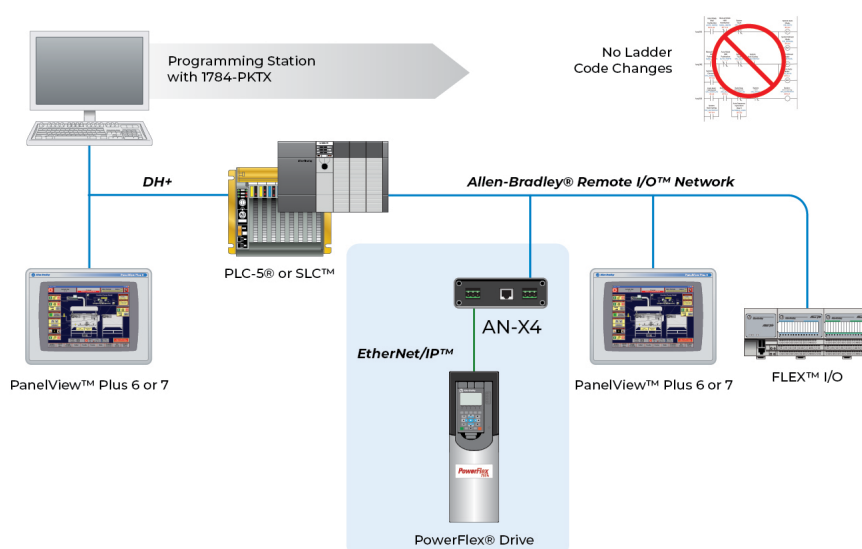 Programming Station
with 1784-PKTX
No Ladder
Code Changes
DH+
Allen-Bradley® Remote I/O™ Network
PLC-5® or SLC™
AN-X4
EtherNet/IP™
PanelView™ Plus 6 or 7
PanelView™ Plus 6 or 7
FLEX™ I/O
PowerFlex
PowerFlex® Drive